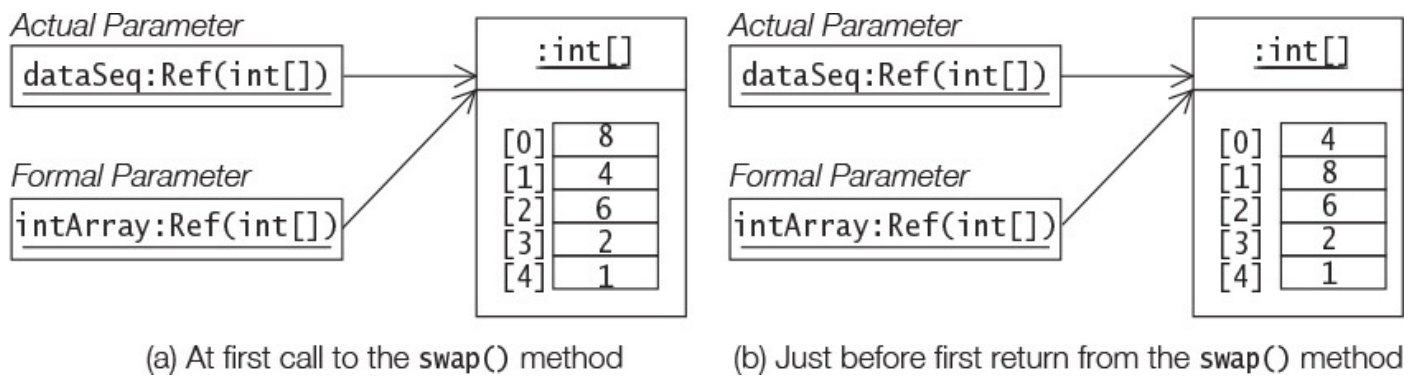 Actual Parameter
dataSeq:Ref(int[])
Formal Parameter
intArray:Ref(int[])
:int[]
[0] 8
[1] 4
[2] 6
[3] 2
[4] 1
(a) At first call to the swap() method
Actual Parameter
dataSeq:Ref(int[])
Formal Parameter
intArray:Ref(int[])
:int[]
[0] 4
[1] 8
[2] 6
[3] 2
[4] 1
(b) Just before first return from the swap() method